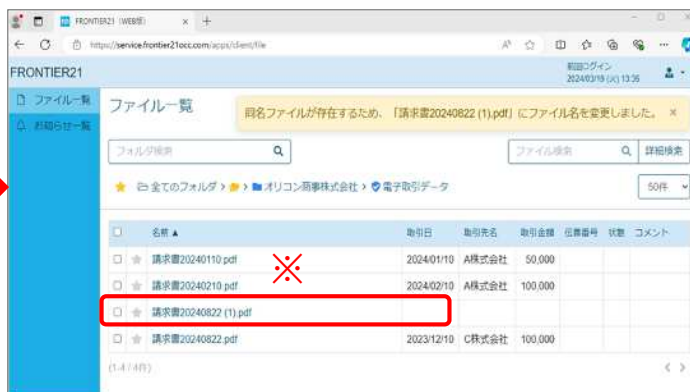 FRONTIER21 (WEB版)
https://service.frontier21occ.com/apps/client/file
FRONTIER21
前回ログイン
2024/03/19 (火) 13:35
ファイル一覧
お知らせ一覧
ファイル一覧
同名ファイルが存在するため、「請求書20240822 (1).pdf」にファイル名を変更しました。 ×
フォルダ検索
ファイル検索
詳細検索
全てのフォルダ > > オリコン商事株式会社 > 電子取引データ
50件
名前▲ 取引日 取引先名 取引金額 伝票番号 状態 コメント
請求書20240110.pdf 2024/01/10 A株式会社 50,000
※
請求書20240210.pdf 2024/02/10 A株式会社 100,000
請求書20240822 (1).pdf
請求書20240822.pdf 2023/12/10 C株式会社 100,000
(1-4 / 4件)